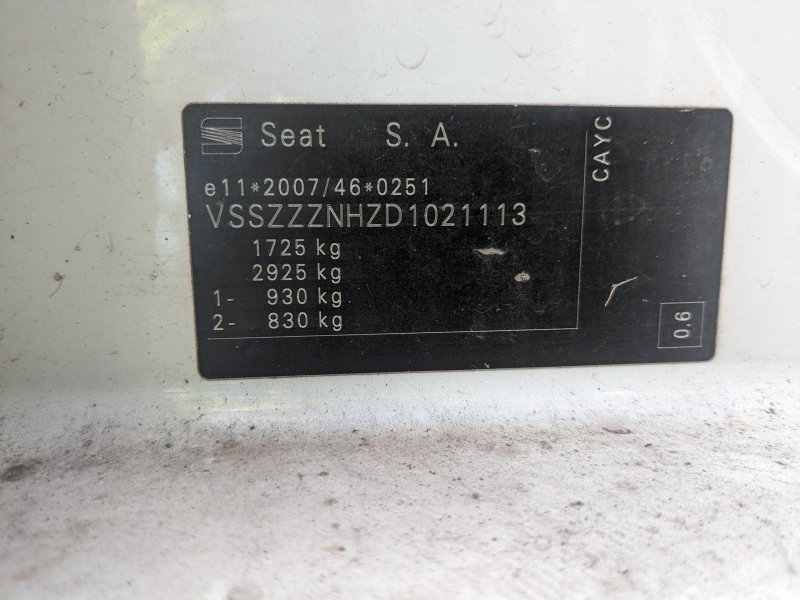 Seat S. A.
e11*2007/46*0251
VSSZZZNHZD1021113
1725 kg
2925 kg
1- 930 kg
2- 830 kg
CAYC
0.6